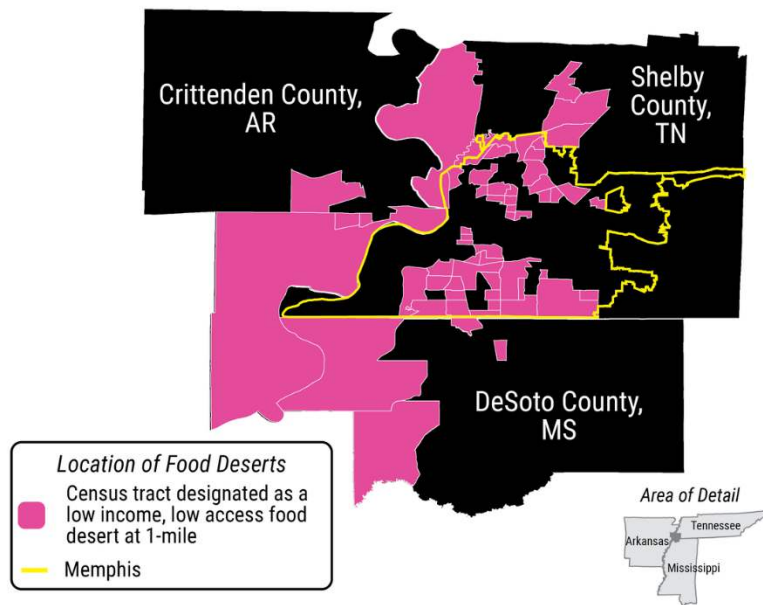 Crittenden County,
AR
Shelby
County,
TN
DeSoto County,
MS
Location of Food Deserts
Census tract designated as a
low income, low access food
desert at 1-mile
Memphis
Area of Detail
Tennessee
Arkansas
Mississippi